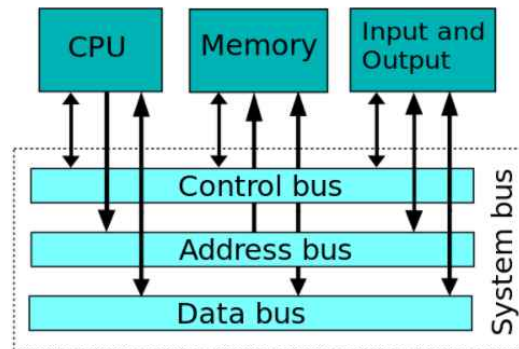 CPU
Memory
Input and
Output
Control bus
Address bus
Data bus
System bus